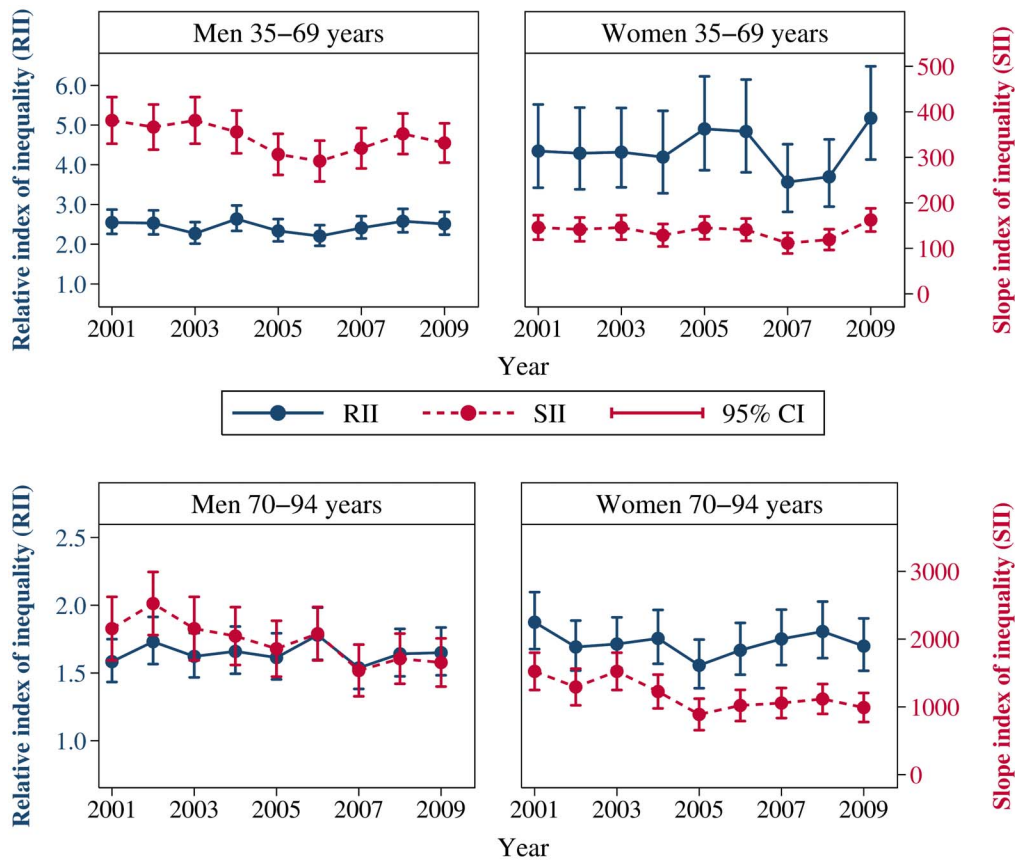 Men 35–69 years
Women 35–69 years
Relative index of inequality (RII)
6.0
5.0
4.0
3.0
2.0
1.0
500
400
300
200
100
0
Slope index of inequality (SII)
2001 2003 2005 2007 2009
2001 2003 2005 2007 2009
Year
RII SII 95% CI
Men 70–94 years
Women 70–94 years
Relative index of inequality (RII)
2.5
2.0
1.5
1.0
3000
2000
1000
0
Slope index of inequality (SII)
2001 2003 2005 2007 2009
2001 2003 2005 2007 2009
Year